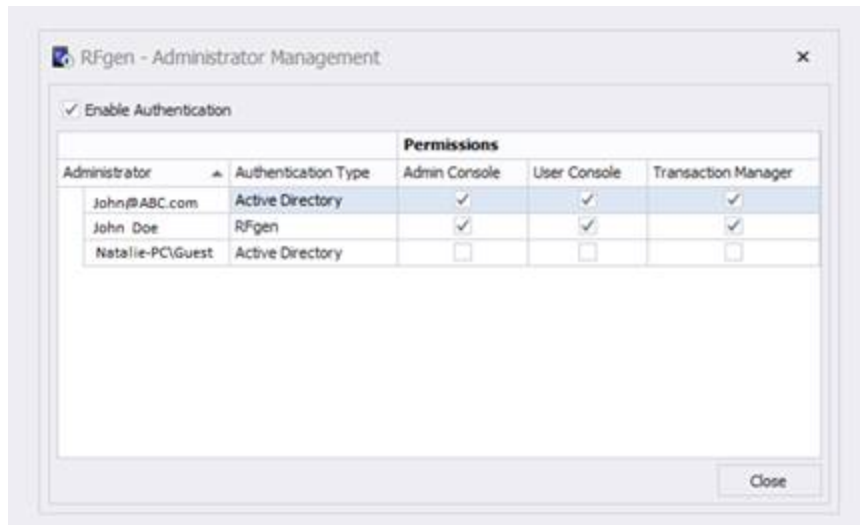 RFgen - Administrator Management
Enable Authentication
Permissions
Administrator Authentication Type Admin Console User Console Transaction Manager
John@ABC.com Active Directory
John Doe RFgen
Natalie-PC\Guest Active Directory
Close